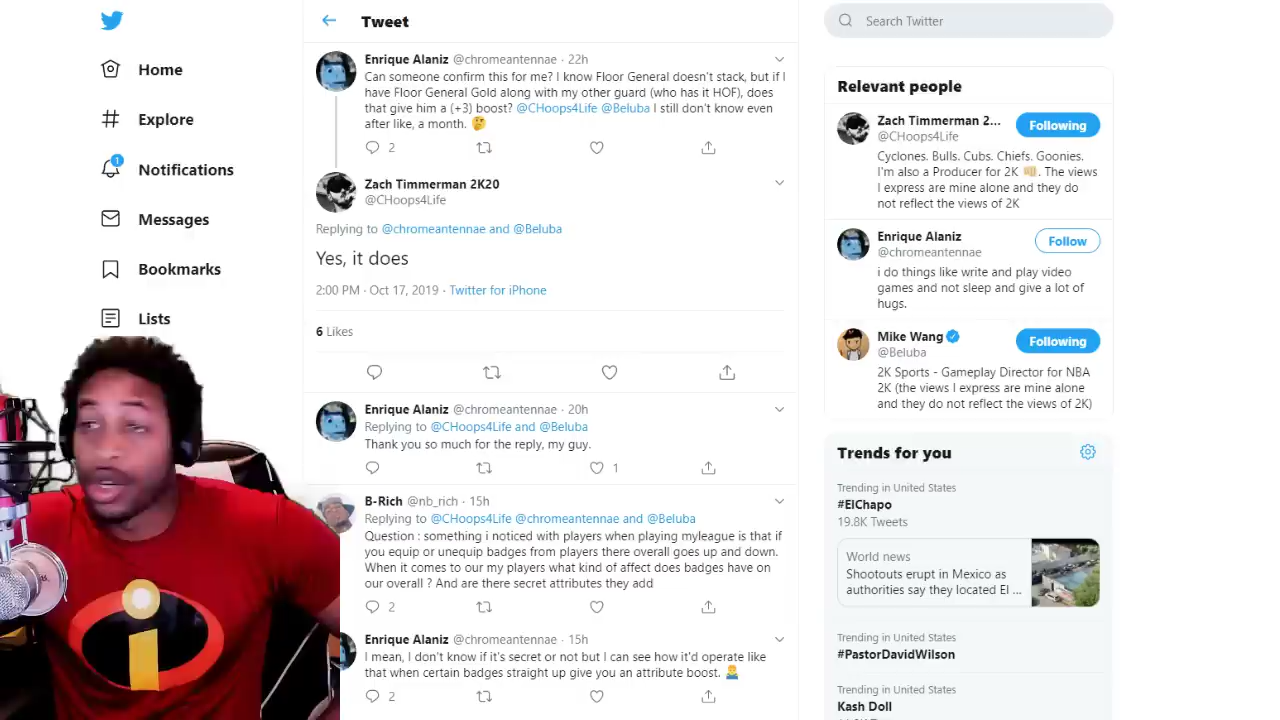 Tweet
Search Twitter
Home
Explore
1
Notifications
Messages
Bookmarks
Lists
Enrique Alaniz @chromeantennae · 22h
Can someone confirm this for me? I know Floor General doesn't stack, but if I
have Floor General Gold along with my other guard (who has it HOF), does
that give him a (+3) boost? @CHoops4Life @Beluba I still don't know even
after like, a month. 🤔
2
Zach Timmerman 2K20
@CHoops4Life
Replying to @chromeantennae and @Beluba
Yes, it does
2:00 PM · Oct 17, 2019 · Twitter for iPhone
6 Likes
Enrique Alaniz @chromeantennae · 20h
Replying to @CHoops4Life and @Beluba
Thank you so much for the reply, my guy.
1
B-Rich @nb_rich · 15h
Replying to @CHoops4Life @chromeantennae and @Beluba
Question : something i noticed with players when playing myleague is that if
you equip or unequip badges from players there overall goes up and down.
When it comes to our my players what kind of affect does badges have on
our overall ? And are there secret attributes they add
2
Enrique Alaniz @chromeantennae · 15h
I mean, I don't know if it's secret or not but I can see how it'd operate like
that when certain badges straight up give you an attribute boost. 🤷‍♂️
2
Relevant people
Zach Timmerman 2...
@CHoops4Life
Following
Cyclones. Bulls. Cubs. Chiefs. Goonies.
I'm also a Producer for 2K 👊🏼. The views
I express are mine alone and they do
not reflect the views of 2K
Enrique Alaniz
@chromeantennae
Follow
i do things like write and play video
games and not sleep and give a lot of
hugs.
Mike Wang
@Beluba
Following
2K Sports - Gameplay Director for NBA
2K (the views I express are mine alone
and they do not reflect the views of 2K)
Trends for you
Trending in United States
#ElChapo
19.8K Tweets
World news
Shootouts erupt in Mexico as
authorities say they located El ...
Trending in United States
#PastorDavidWilson
Trending in United States
Kash Doll